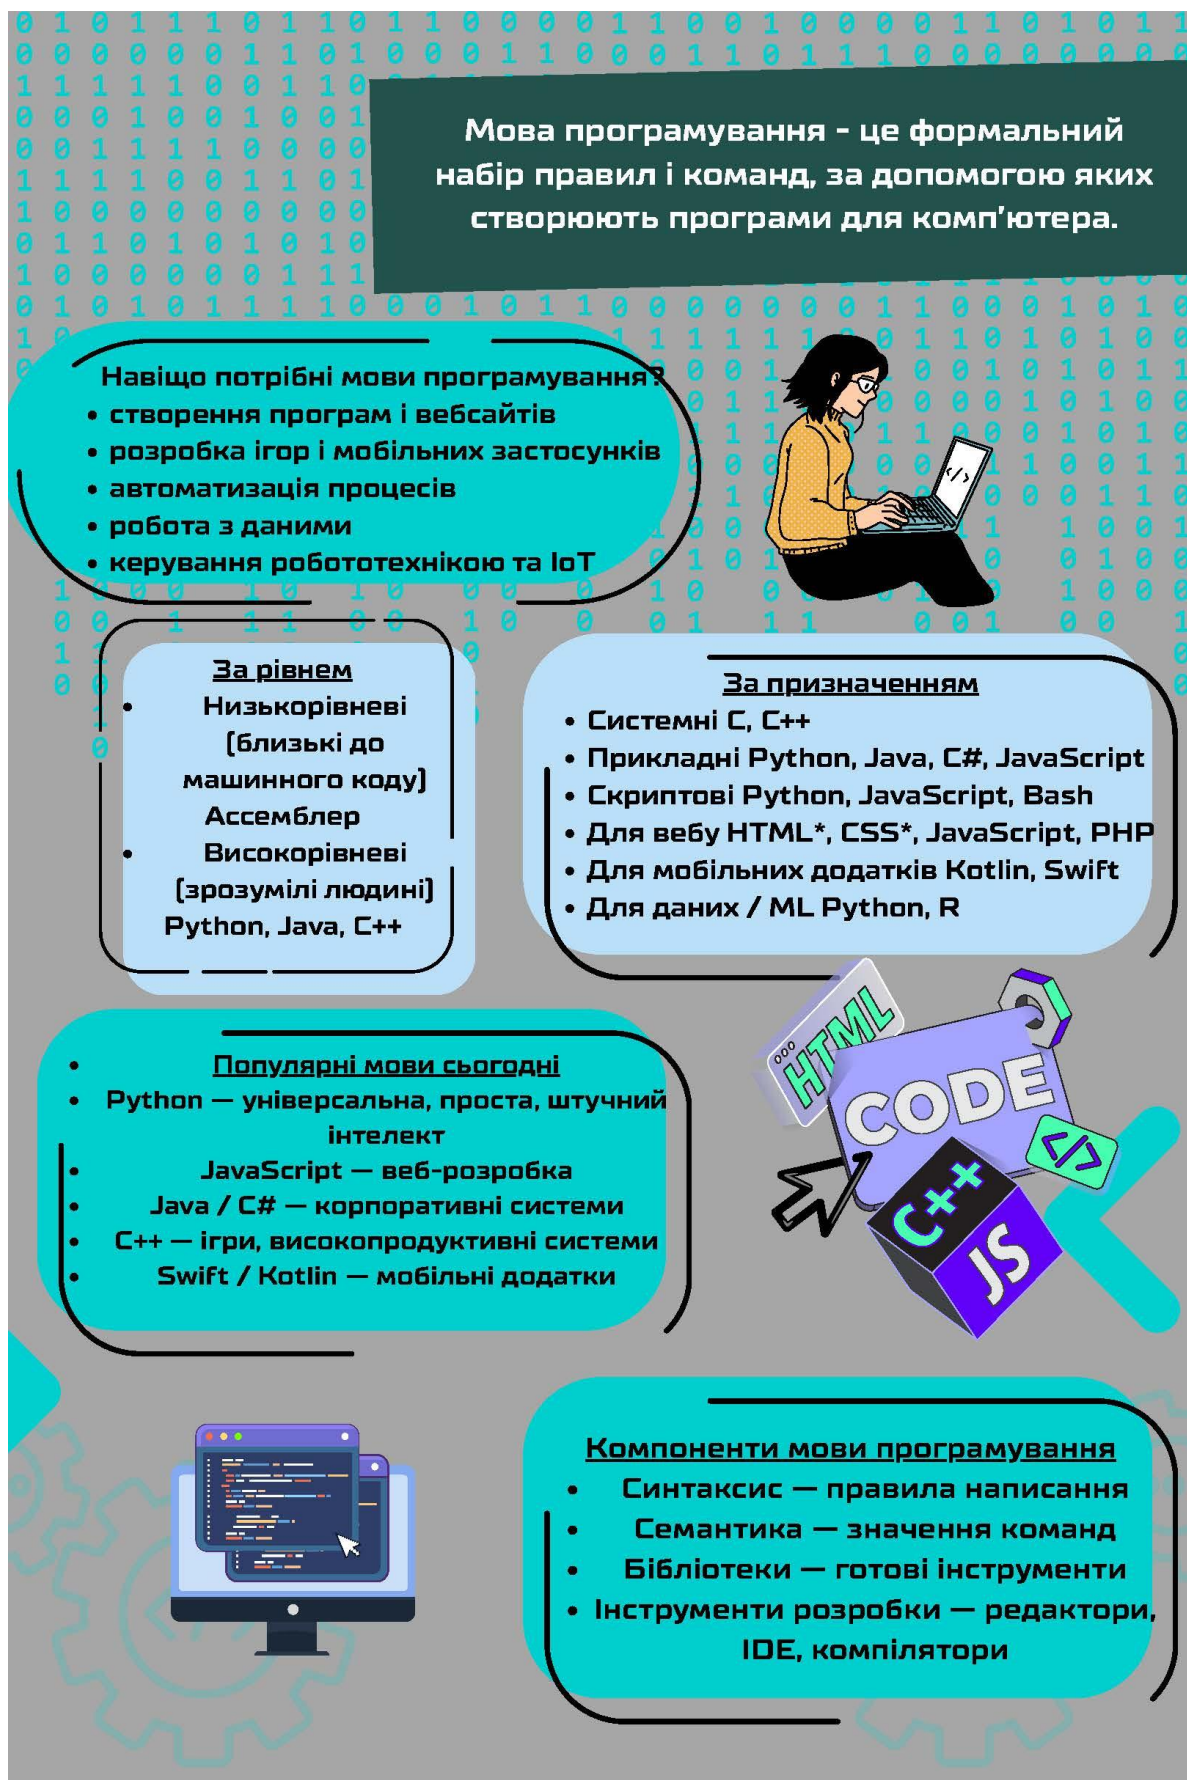 Мова програмування - це формальний
набір правил і команд, за допомогою яких
створюють програми для комп'ютера.
Навіщо потрібні мови програмування?
• створення програм і вебсайтів
• розробка ігор і мобільних застосунків
• автоматизація процесів
• робота з даними
• керування робототехнікою та IoT
За рівнем
• Низькорівневі
(близькі до
машинного коду)
Ассемблер
• Високорівневі
(зрозумілі людині)
Python, Java, C++
За призначенням
• Системні C, C++
• Прикладні Python, Java, C#, JavaScript
• Скриптові Python, JavaScript, Bash
• Для вебу HTML*, CSS*, JavaScript, PHP
• Для мобільних додатків Kotlin, Swift
• Для даних / ML Python, R
• Популярні мови сьогодні
• Python — універсальна, проста, штучний
інтелект
• JavaScript — веб-розробка
• Java / C# — корпоративні системи
• C++ — ігри, високопродуктивні системи
• Swift / Kotlin — мобільні додатки
HTML
CODE
</>
C++
JS
Компоненти мови програмування
• Синтаксис — правила написання
• Семантика — значення команд
• Бібліотеки — готові інструменти
• Інструменти розробки — редактори,
IDE, компілятори